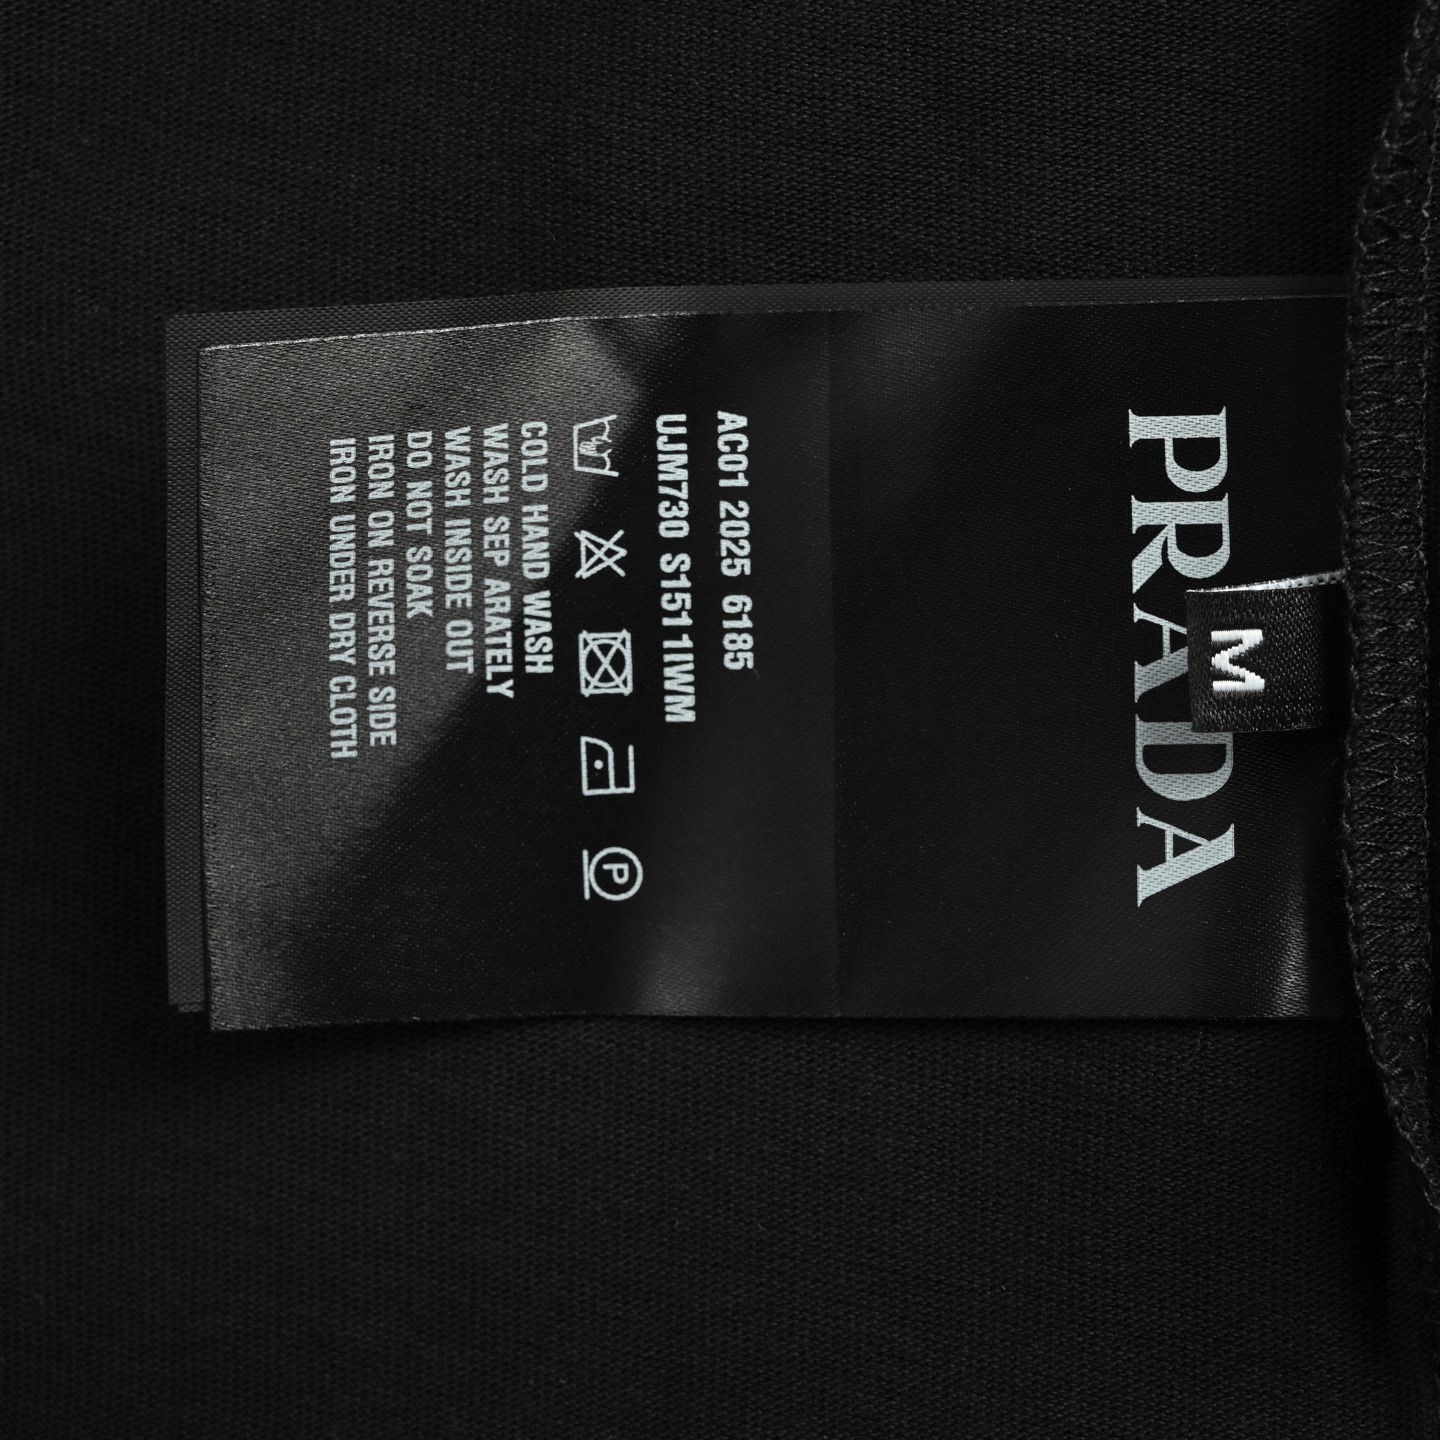 PRADA
M
AC01 2025 6185
UJM730 S151 1IWM
P
COLD HAND WASH
WASH SEP ARATELY
WASH INSIDE OUT
DO NOT SOAK
IRON ON REVERSE SIDE
IRON UNDER DRY CLOTH